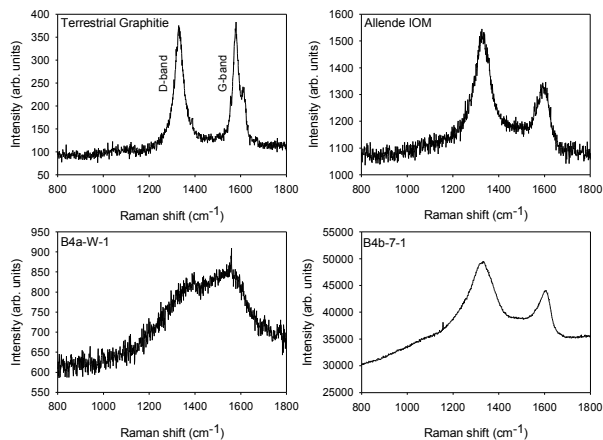 Terrestrial Graphitie
Intensity (arb. units)
400
350
300
250
200
150
100
50
D-band
G-band
800 1000 1200 1400 1600 1800
Raman shift (cm-1)
Allende IOM
Intensity (arb. units)
1600
1500
1400
1300
1200
1100
1000
800 1000 1200 1400 1600 1800
Raman shift (cm-1)
B4a-W-1
Intensity (arb. units)
950
900
850
800
750
700
650
600
550
800 1000 1200 1400 1600 1800
Raman shift (cm-1)
B4b-7-1
Intensity (arb. units)
55000
50000
45000
40000
35000
30000
25000
800 1000 1200 1400 1600 1800
Raman shift (cm-1)